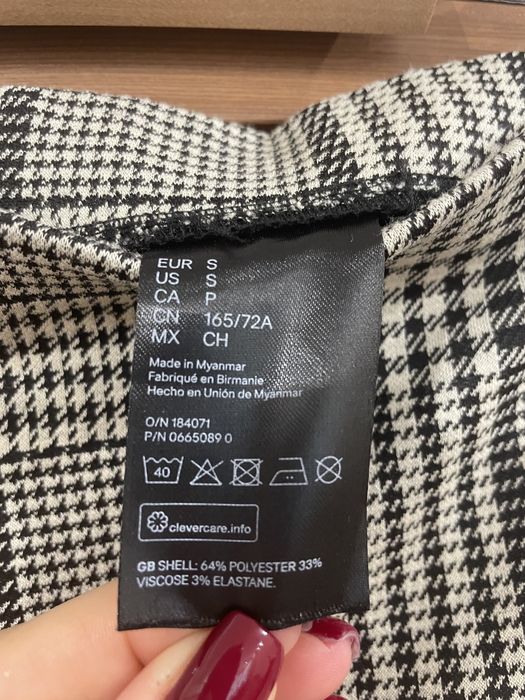 EUR S
US S
CA P
CN 165/72A
MX CH
Made in Myanmar
Fabriqué en Birmanie
Hecho en Unión de Myanmar
O/N 184071
P/N 0665089 0
40
clevercare.info
GB SHELL: 64% POLYESTER 33%
VISCOSE 3% ELASTANE.